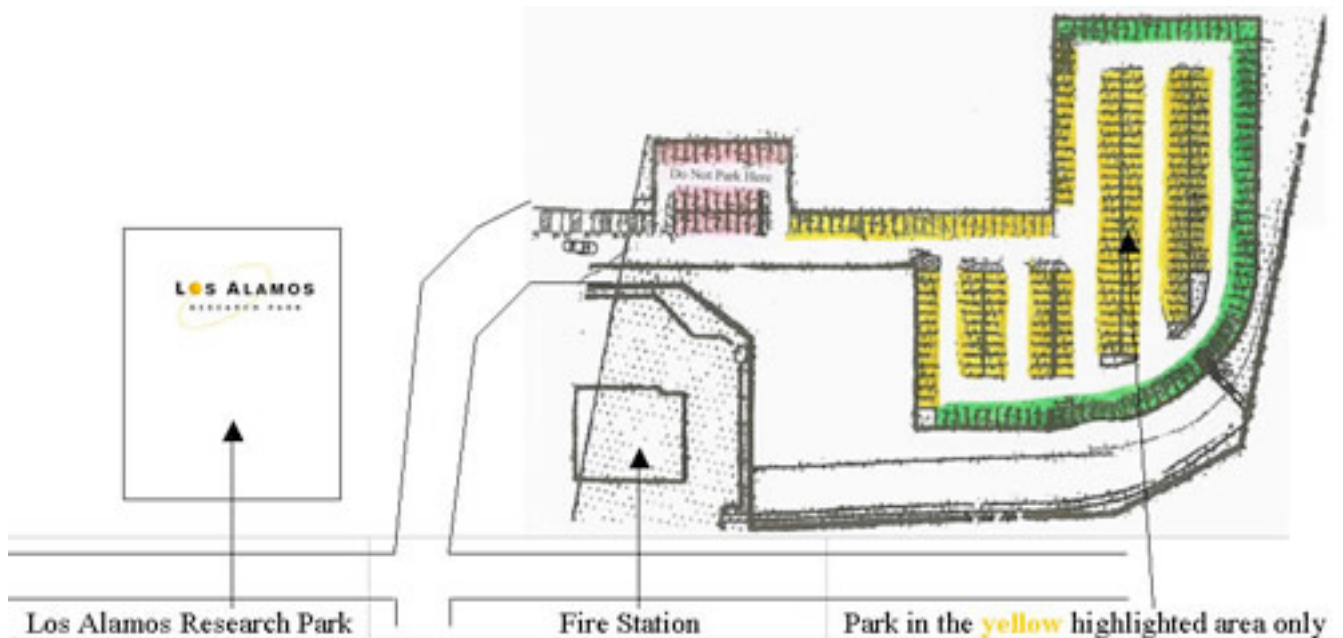 Do Not Park Here
LOS ALAMOS
RESEARCH PARK
Los Alamos Research Park
Fire Station
Park in the yellow highlighted area only